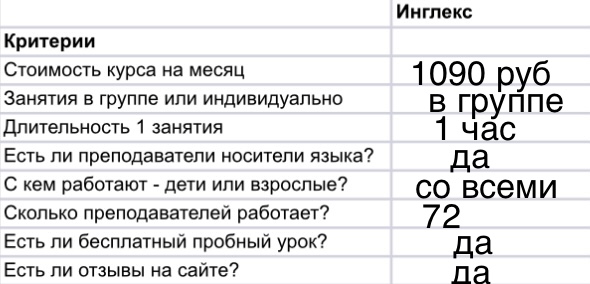 Инглекс
Критерии
Стоимость курса на месяц 1090 руб
Занятия в группе или индивидуально в группе
Длительность 1 занятия 1 час
Есть ли преподаватели носители языка? да
С кем работают - дети или взрослые? со всеми
Сколько преподавателей работает? 72
Есть ли бесплатный пробный урок? да
Есть ли отзывы на сайте? да